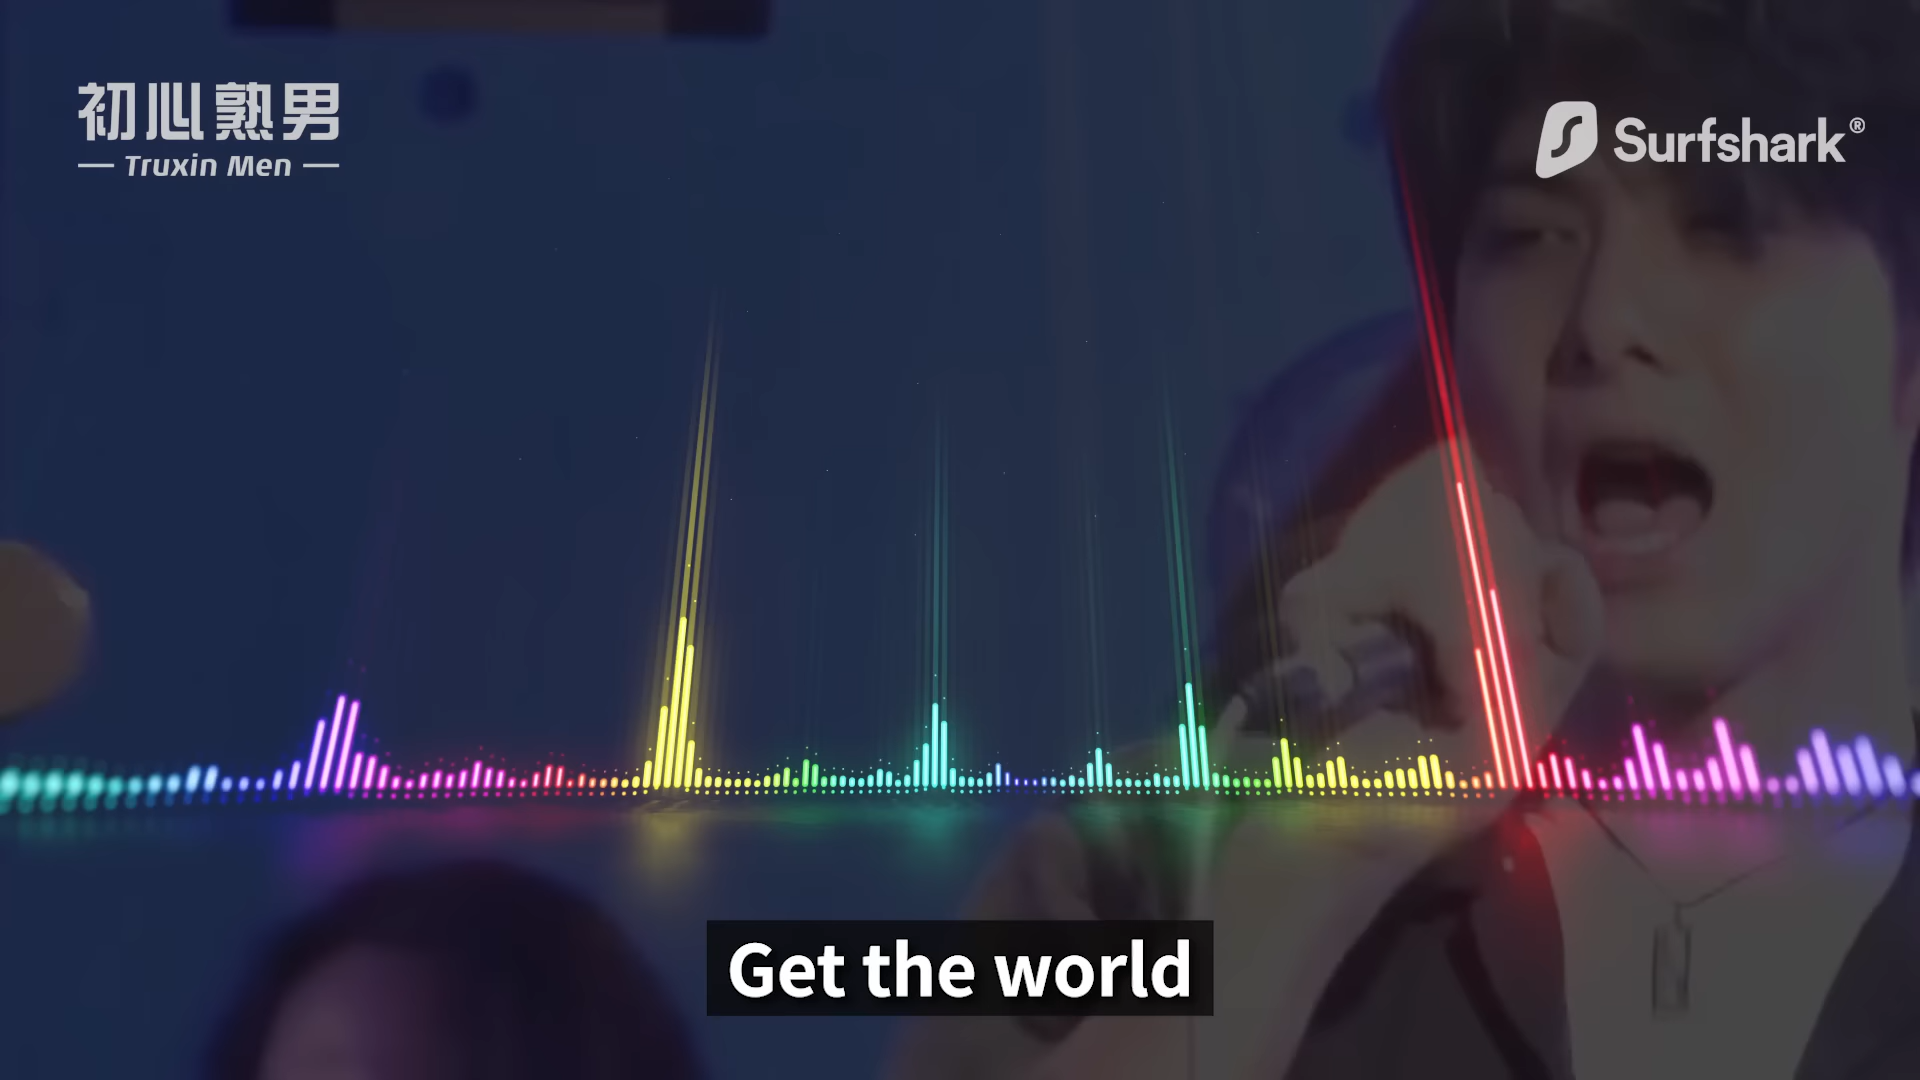 初心熟男
Truxin Men
Surfshark®
Get the world